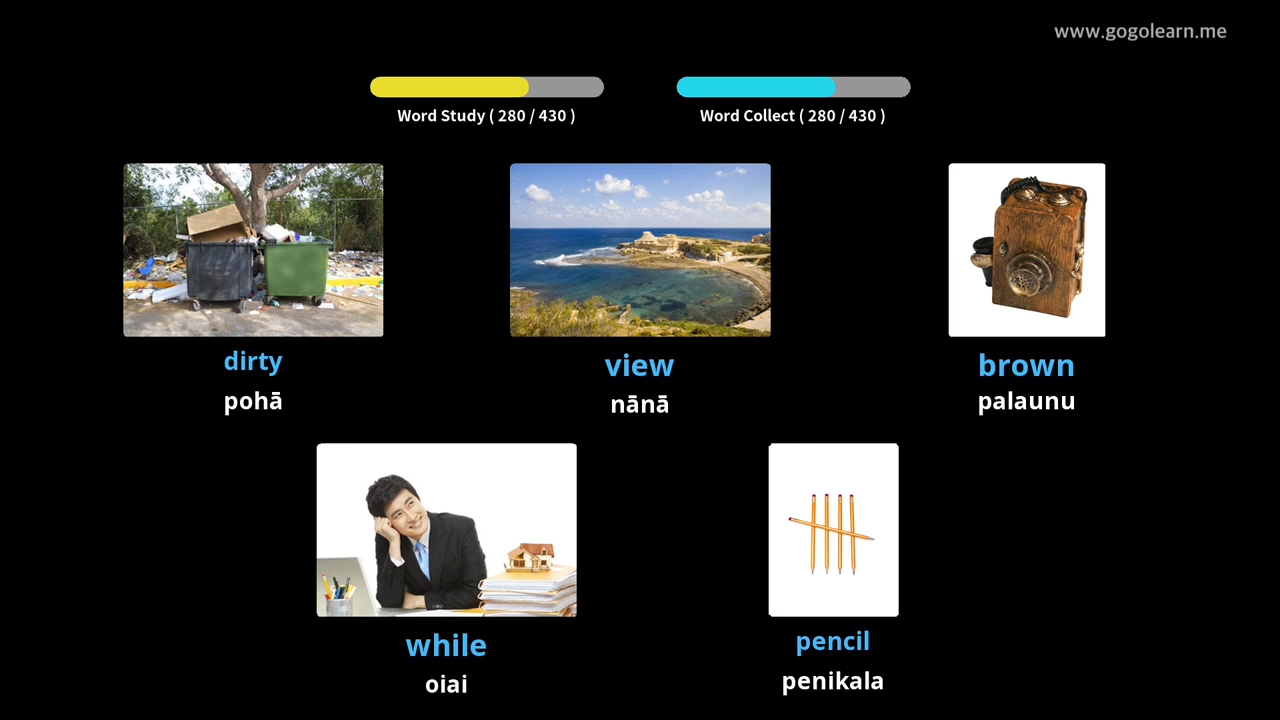 www.gogolearn.me
Word Study ( 280 / 430 )
Word Collect ( 280 / 430 )
dirty
pohā
view
nānā
brown
palaunu
while
oiai
pencil
penikala